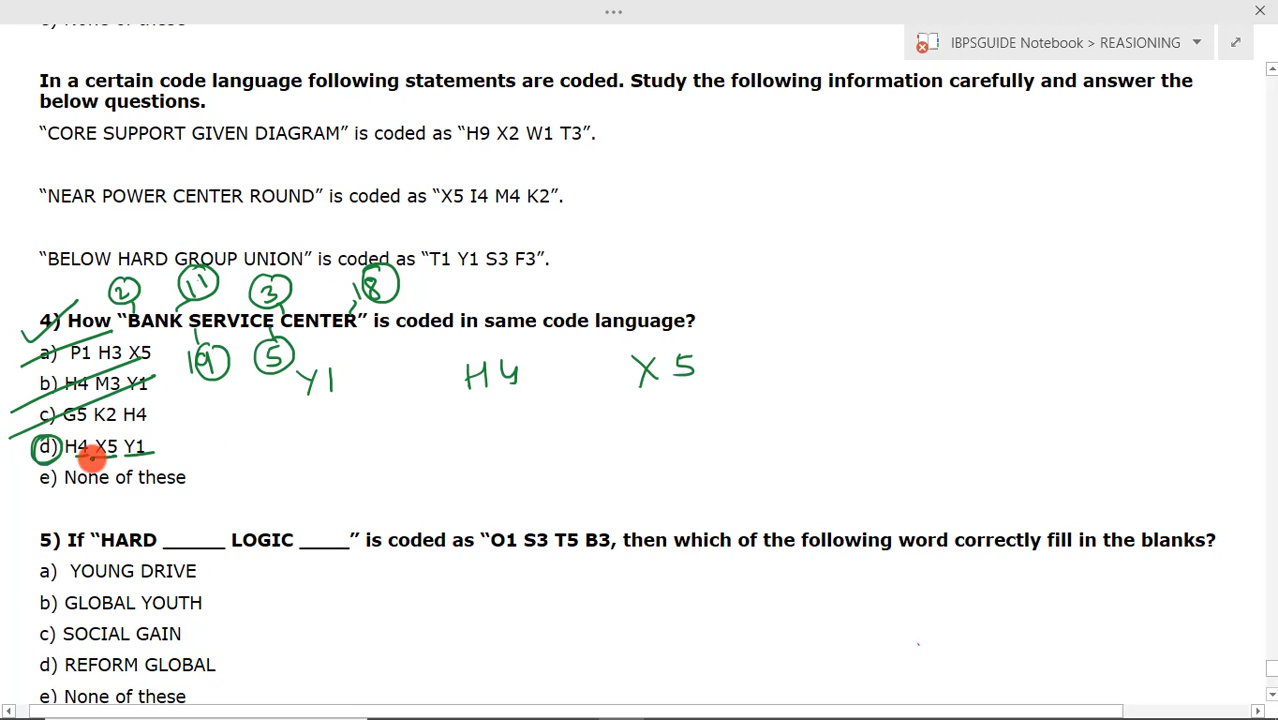 e) None of these
IBPSGUIDE Notebook > REASIONING
In a certain code language following statements are coded. Study the following information carefully and answer the
below questions.
“CORE SUPPORT GIVEN DIAGRAM” is coded as “H9 X2 W1 T3”.
“NEAR POWER CENTER ROUND” is coded as “X5 I4 M4 K2”.
“BELOW HARD GROUP UNION” is coded as “T1 Y1 S3 F3”.
2 11 3 18
4) How “BANK SERVICE CENTER” is coded in same code language?
a) P1 H3 X5
19 5
b) H4 M3 Y1
Y1 H4 X5
c) G5 K2 H4
d) H4 X5 Y1
e) None of these
5) If “HARD _____ LOGIC ____” is coded as “O1 S3 T5 B3, then which of the following word correctly fill in the blanks?
a) YOUNG DRIVE
b) GLOBAL YOUTH
c) SOCIAL GAIN
d) REFORM GLOBAL
e) None of these